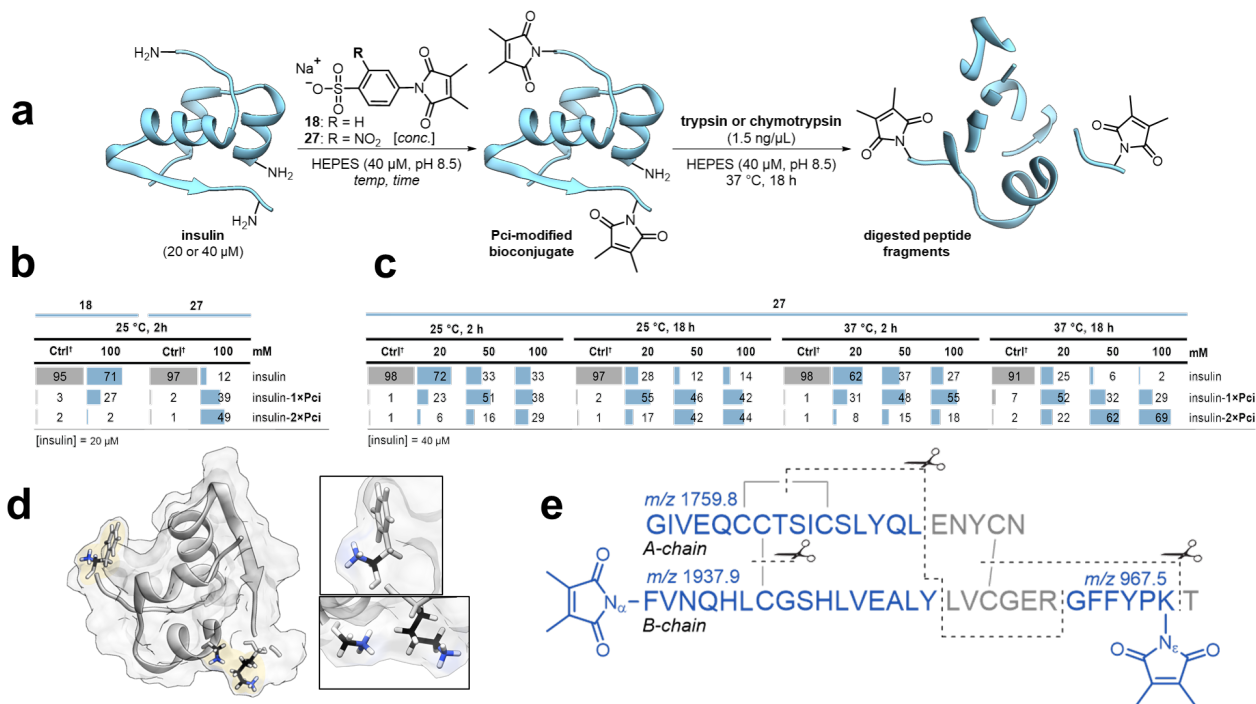 a
H₂N
NH₂
H₂N
insulin
(20 or 40 µM)
Na⁺
⁻O
S
O
O
R
N
O
O
18: R = H
27: R = NO₂ [conc.]
HEPES (40 µM, pH 8.5)
temp, time
O
N
O
NH₂
N
O
O
Pci-modified
bioconjugate
trypsin or chymotrypsin
(1.5 ng/µL)
HEPES (40 µM, pH 8.5)
37 °C, 18 h
O
N
O
O
N
O
digested peptide
fragments
b
18 27
25 °C, 2h
Ctrl† 100 Ctrl† 100 mM
95 71 97 12 insulin
3 27 2 39 insulin-1×Pci
2 2 1 49 insulin-2×Pci
[insulin] = 20 µM
c
27
25 °C, 2 h 25 °C, 18 h 37 °C, 2 h 37 °C, 18 h
Ctrl† 20 50 100 Ctrl† 20 50 100 Ctrl† 20 50 100 Ctrl† 20 50 100 mM
98 72 33 33 97 28 12 14 98 62 37 27 91 25 6 2 insulin
1 23 51 38 2 55 46 42 1 31 48 55 7 52 32 29 insulin-1×Pci
1 6 16 29 1 17 42 44 1 8 15 18 2 22 62 69 insulin-2×Pci
[insulin] = 40 µM
d
e
m/z 1759.8
GIVEQCCTSICSLYQLENYCN
A-chain
m/z 1937.9
m/z 967.5
O
N
α
O
FVNQHLCGSHLVEALYLVCGERGFFYPKT
B-chain
N
ε
O
O